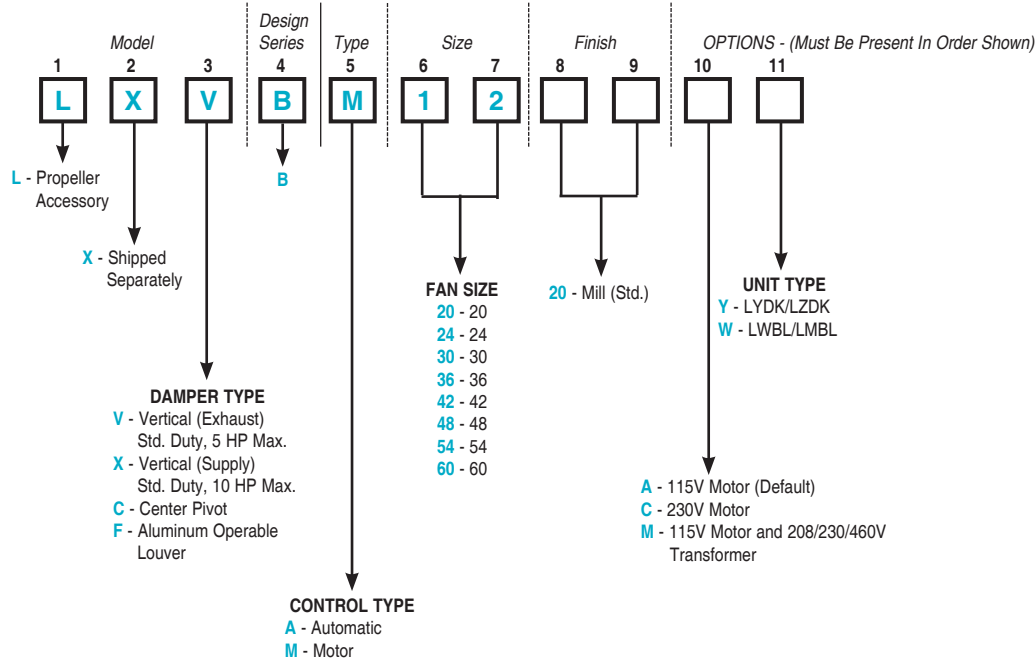 Model
Design
Series
Type
Size
Finish
OPTIONS - (Must Be Present In Order Shown)
1 2 3 4 5 6 7 8 9 10 11
L X V B M 1 2
L - Propeller
Accessory
B
X - Shipped
Separately
FAN SIZE
20 - 20
24 - 24
30 - 30
36 - 36
42 - 42
48 - 48
54 - 54
60 - 60
20 - Mill (Std.)
UNIT TYPE
Y - LYDK/LZDK
W - LWBL/LMBL
DAMPER TYPE
V - Vertical (Exhaust)
Std. Duty, 5 HP Max.
X - Vertical (Supply)
Std. Duty, 10 HP Max.
C - Center Pivot
F - Aluminum Operable
Louver
A - 115V Motor (Default)
C - 230V Motor
M - 115V Motor and 208/230/460V
Transformer
CONTROL TYPE
A - Automatic
M - Motor